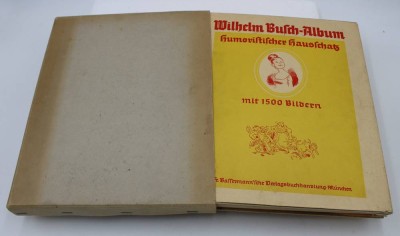 Wilhelm Busch-Album
Humoristischer Hausschatz
mit 1500 Bildern
Bassermann'sche Verlagsbuchhandlung München